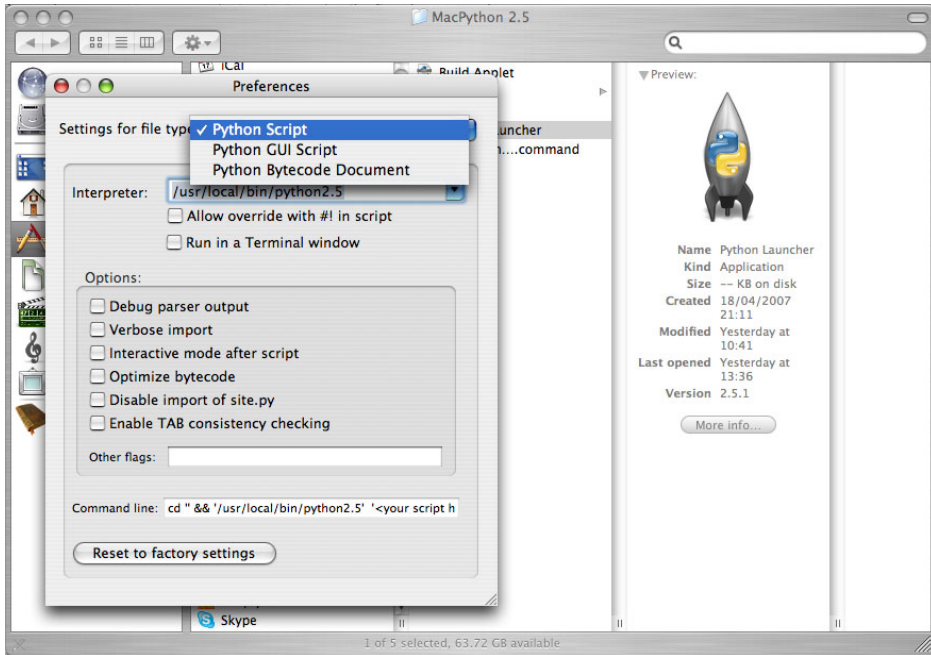 MacPython 2.5
iCal
Build Applet
Preview:
Preferences
Settings for file type
✓ Python Script
Python GUI Script
Python Bytecode Document
uncher
n....command
Interpreter: /usr/local/bin/python2.5
Allow override with #! in script
Run in a Terminal window
Options:
Debug parser output
Verbose import
Interactive mode after script
Optimize bytecode
Disable import of site.py
Enable TAB consistency checking
Other flags:
Command line: cd '' && '/usr/local/bin/python2.5' '<your script h
Reset to factory settings
Name Python Launcher
Kind Application
Size -- KB on disk
Created 18/04/2007
21:11
Modified Yesterday at
10:41
Last opened Yesterday at
13:36
Version 2.5.1
More info...
Skype
1 of 5 selected, 63.72 GB available